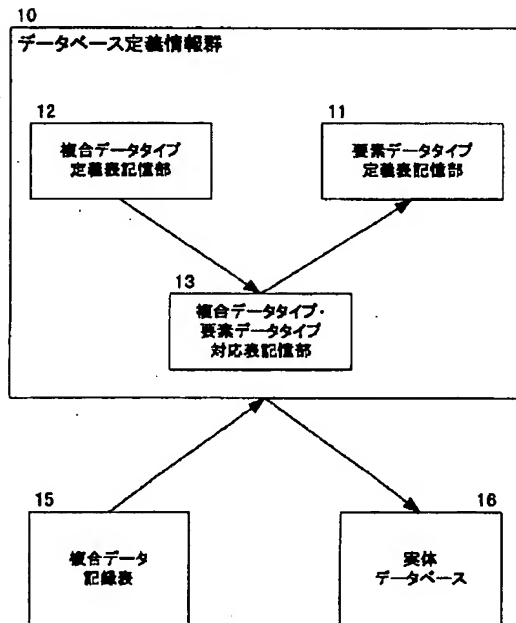 10
データベース定義情報群
12
複合データタイプ
定義表記憶部
11
要素データタイプ
定義表記憶部
13
複合データタイプ・
要素データタイプ
対応表記憶部
15
複合データ
記録表
16
実体
データベース